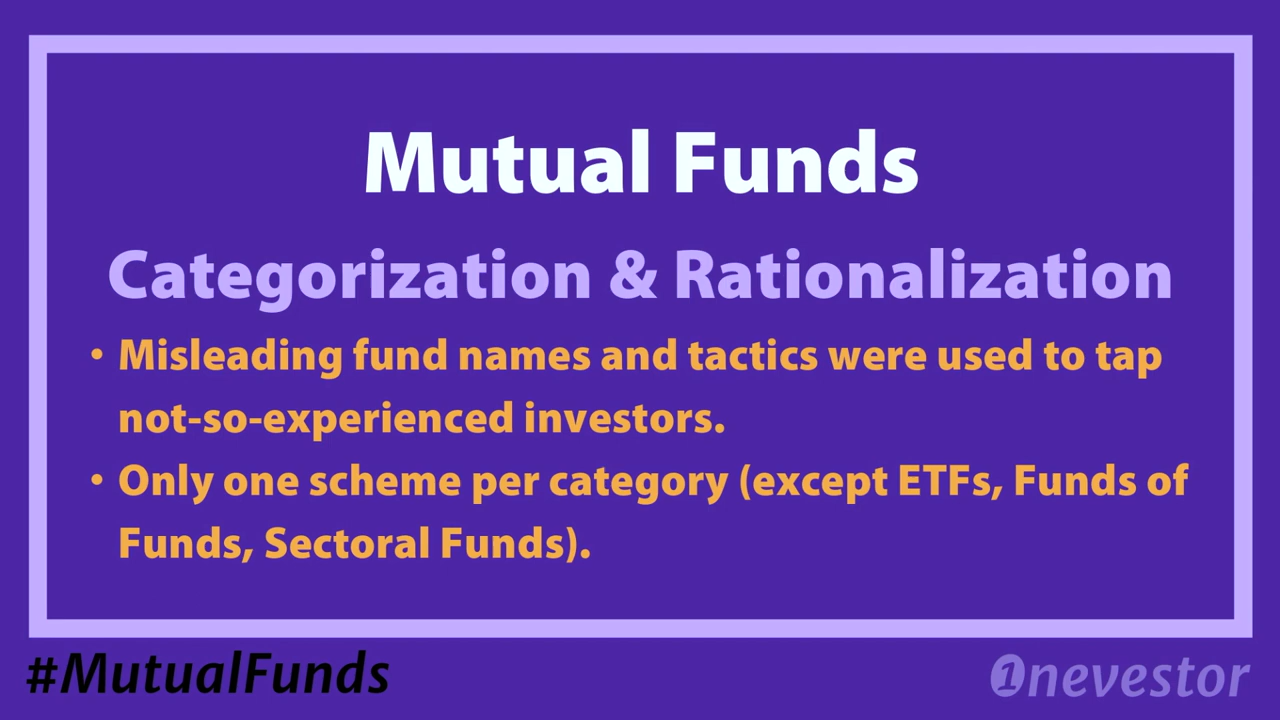 Mutual Funds
Categorization & Rationalization
• Misleading fund names and tactics were used to tap
not-so-experienced investors.
• Only one scheme per category (except ETFs, Funds of
Funds, Sectoral Funds).
#MutualFunds
1nevestor